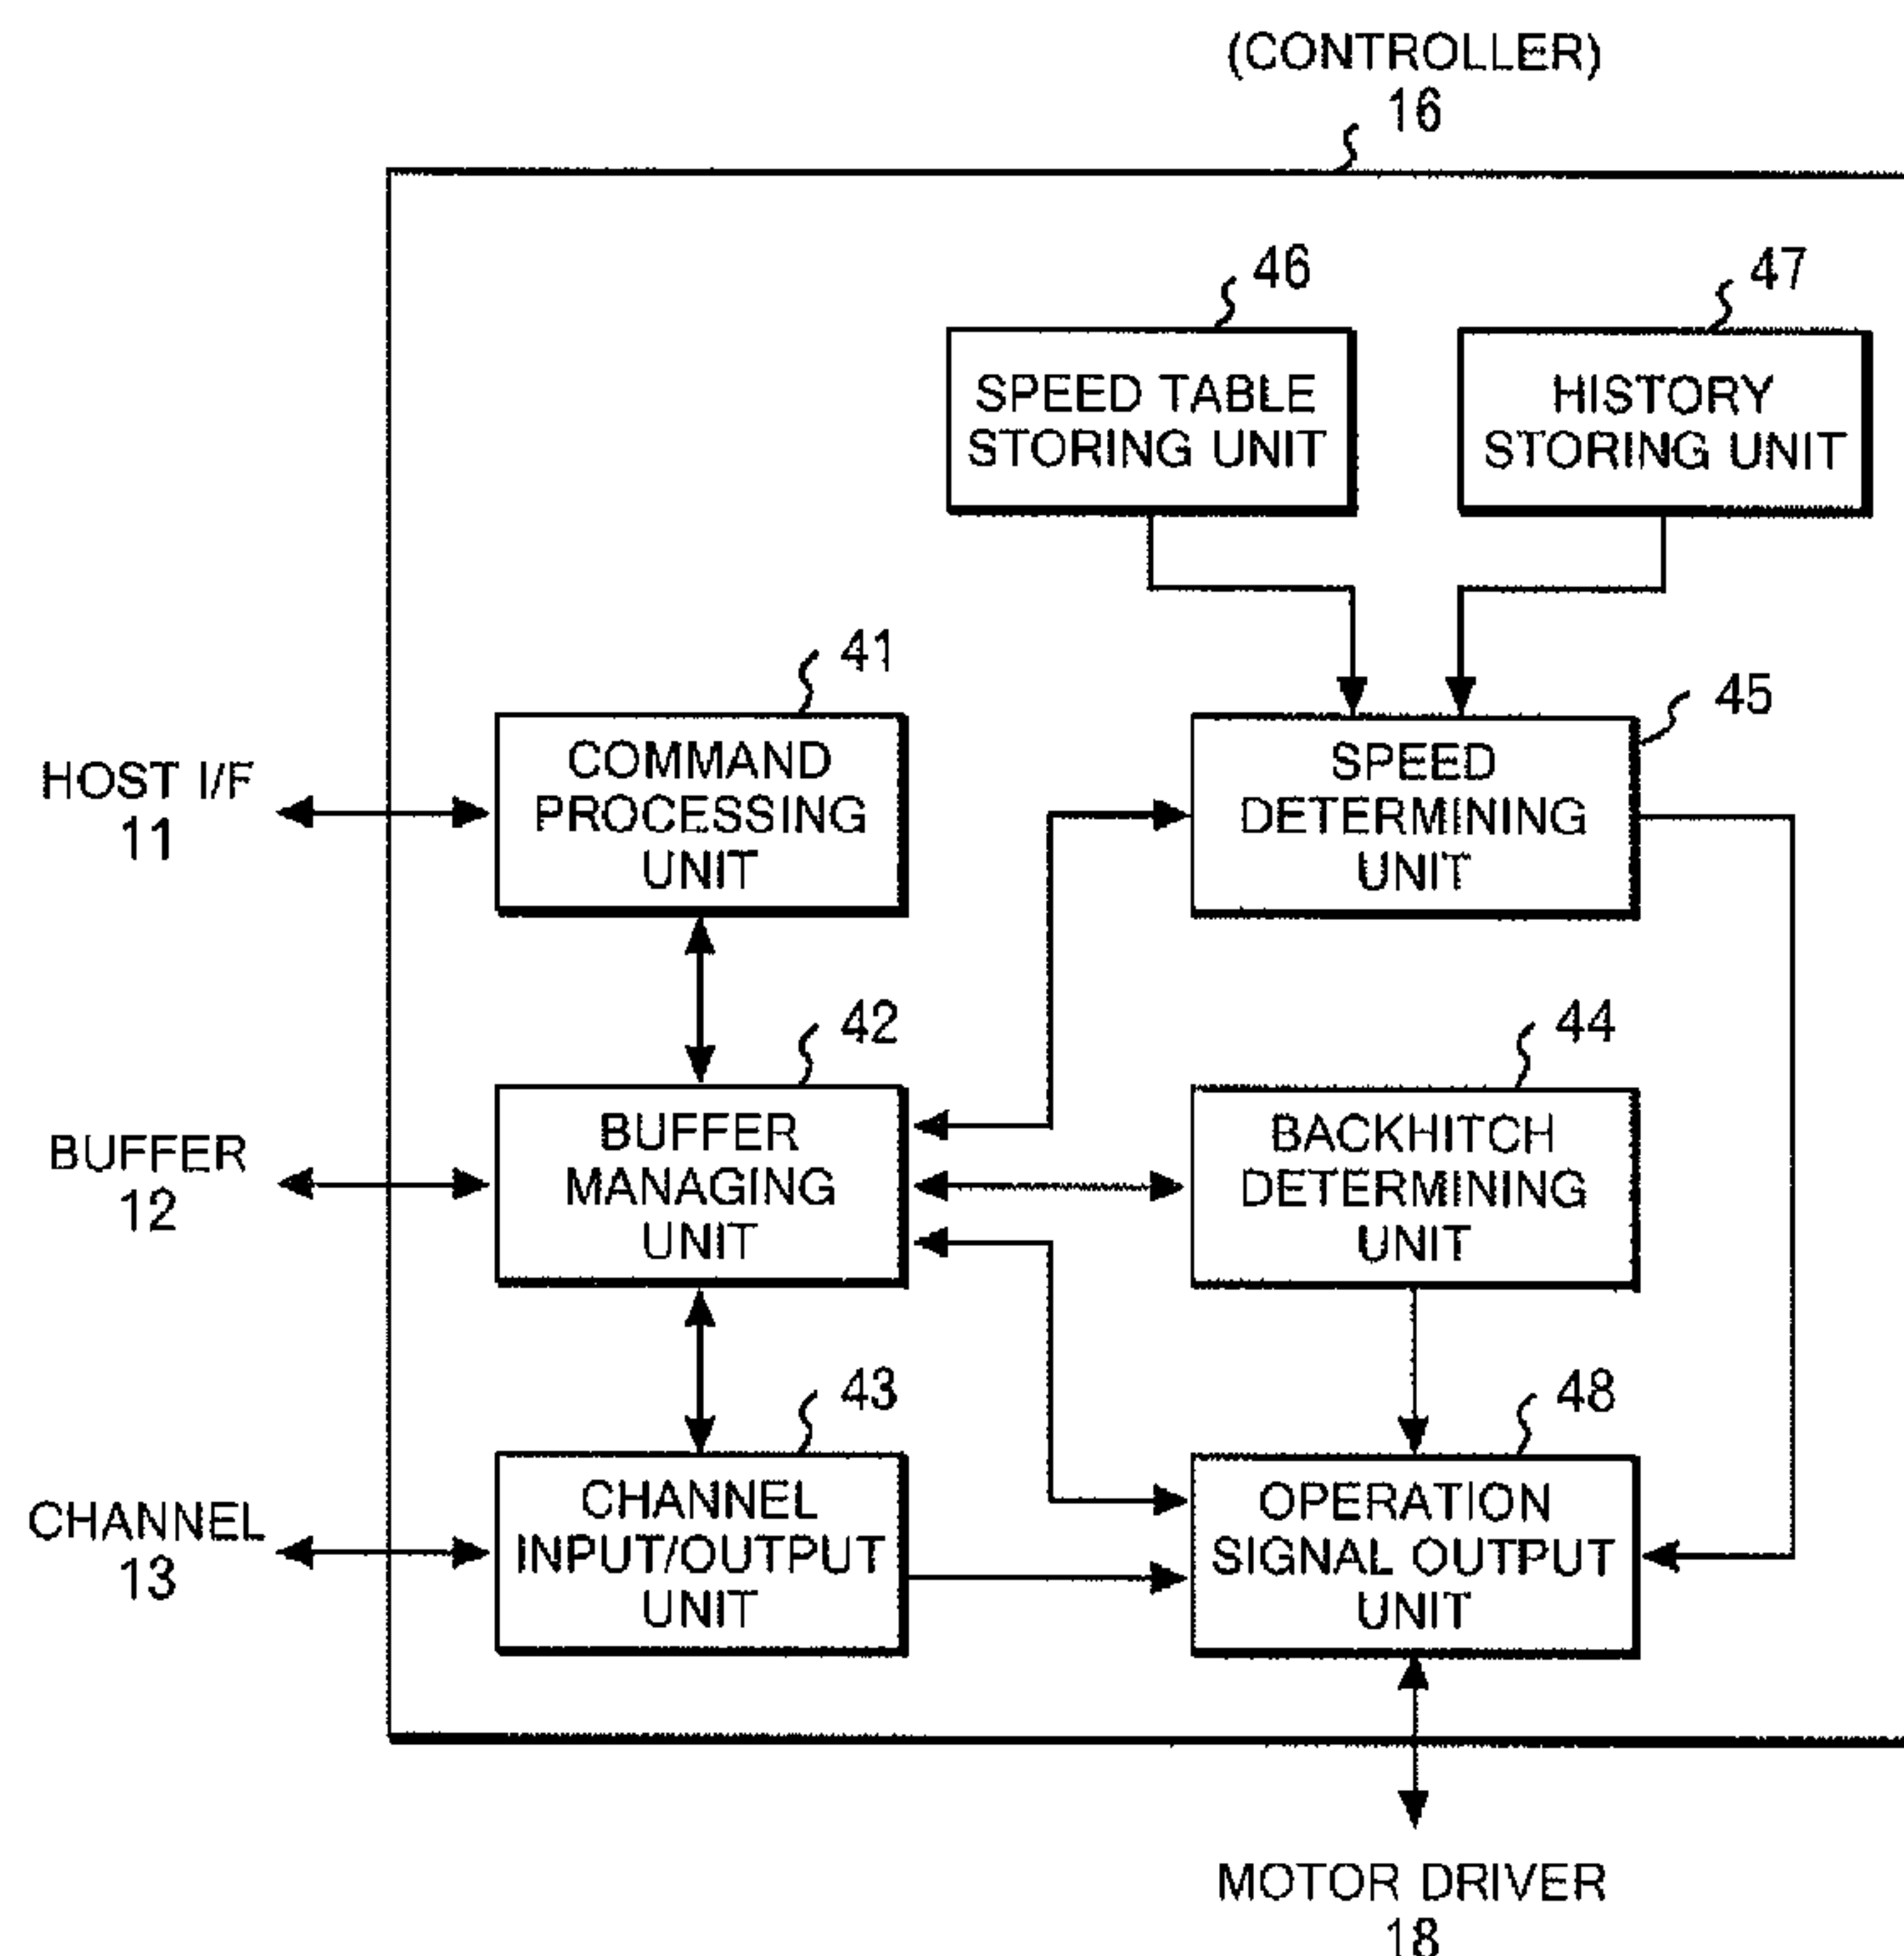 (CONTROLLER)
16
46
47
SPEED TABLE
STORING UNIT
HISTORY
STORING UNIT
41
45
HOST I/F
11
COMMAND
PROCESSING
UNIT
SPEED
DETERMINING
UNIT
42
44
BUFFER
12
BUFFER
MANAGING
UNIT
BACKHITCH
DETERMINING
UNIT
43
48
CHANNEL
13
CHANNEL
INPUT/OUTPUT
UNIT
OPERATION
SIGNAL OUTPUT
UNIT
MOTOR DRIVER
18